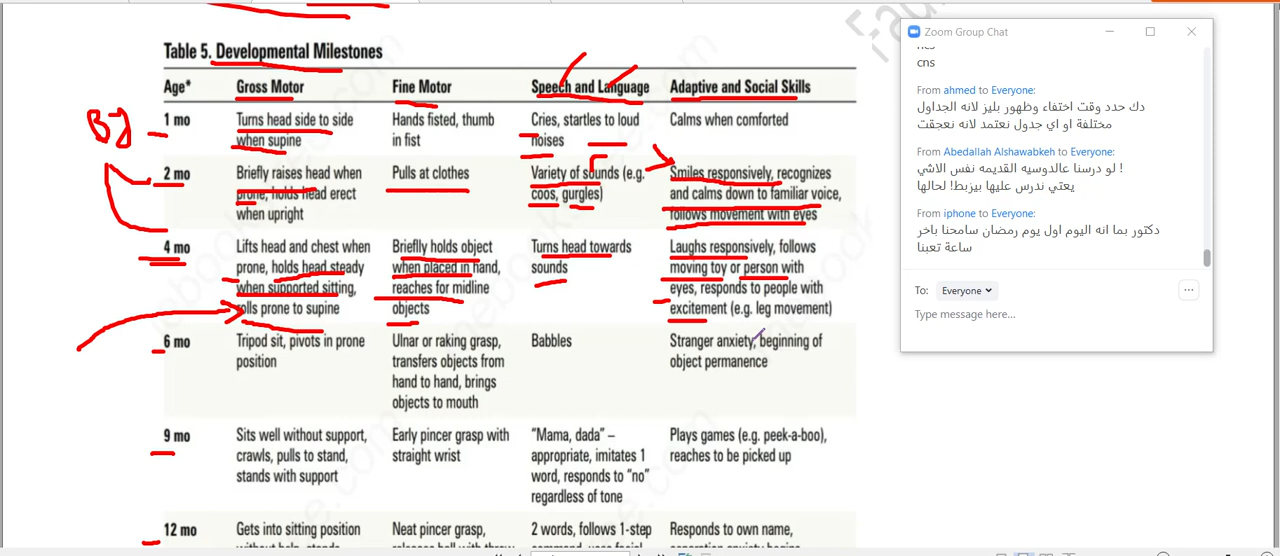 Table 5. Developmental Milestones
Age* Gross Motor Fine Motor Speech and Language Adaptive and Social Skills
1 mo
Turns head side to side
when supine
Hands fisted, thumb
in fist
Cries, startles to loud
noises
Calms when comforted
2 mo
Briefly raises head when
prone, holds head erect
when upright
Pulls at clothes
Variety of sounds (e.g.
coos, gurgles)
Smiles responsively, recognizes
and calms down to familiar voice,
follows movement with eyes
4 mo
Lifts head and chest when
prone, holds head steady
when supported sitting,
rolls prone to supine
Brieflly holds object
when placed in hand,
reaches for midline
objects
Turns head towards
sounds
Laughs responsively, follows
moving toy or person with
eyes, responds to people with
excitement (e.g. leg movement)
6 mo
Tripod sit, pivots in prone
position
Ulnar or raking grasp,
transfers objects from
hand to hand, brings
objects to mouth
Babbles
Stranger anxiety, beginning of
object permanence
9 mo
Sits well without support,
crawls, pulls to stand,
stands with support
Early pincer grasp with
straight wrist
"Mama, dada" –
appropriate, imitates 1
word, responds to "no"
regardless of tone
Plays games (e.g. peek-a-boo),
reaches to be picked up
12 mo
Gets into sitting position
Neat pincer grasp,
2 words, follows 1-step
Responds to own name,
Zoom Group Chat
cns
From ahmed to Everyone:
دك حدد وقت اختفاء وظهور بليز لانه الجداول
مختلفة او اي جدول نعتمد لانه نعجقت
From Abedallah Alshawabkeh to Everyone:
لو درسنا عالدوسيه القديمه نفس الاشي !
يعتي ندرس عليها بيزبط! لحالها
From iphone to Everyone:
دكتور بما انه اليوم اول يوم رمضان سامحنا باخر
ساعة تعبنا
To: Everyone
Type message here...